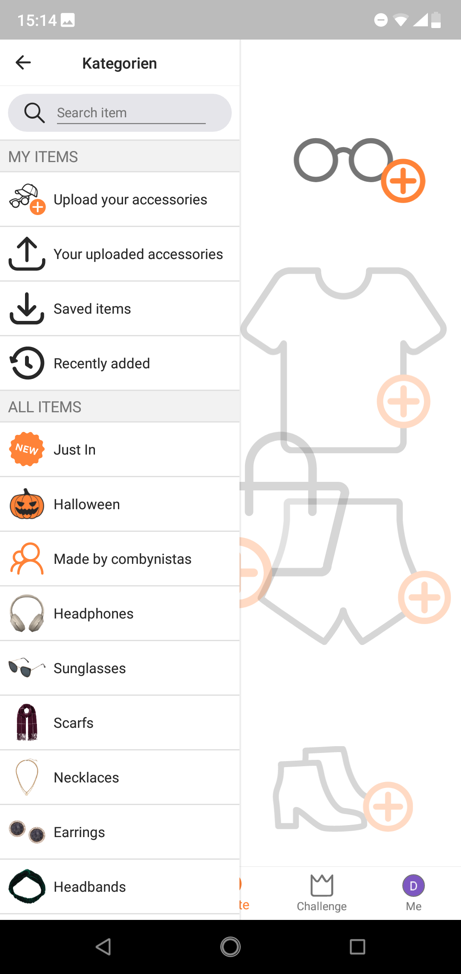 15:14
Kategorien
Search item
MY ITEMS
Upload your accessories
Your uploaded accessories
Saved items
Recently added
ALL ITEMS
NEW
Just In
Halloween
Made by combynistas
Headphones
Sunglasses
Scarfs
Necklaces
Earrings
Headbands
te
Challenge
D
Me